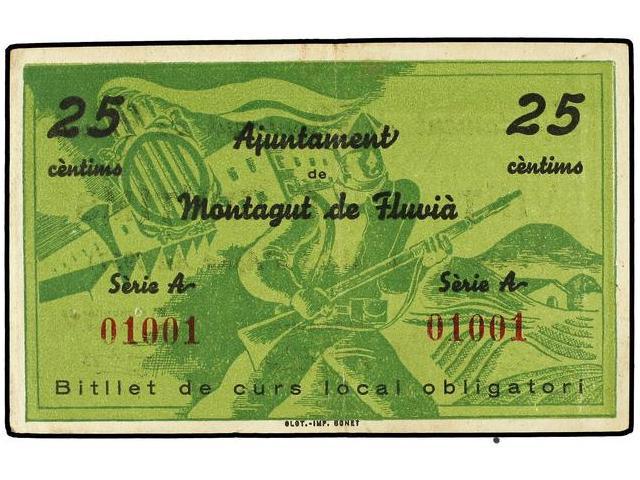 25 25
cèntims cèntims
Ajuntament
de
Montagut de Fluvià
Sèrie A Sèrie A
01001 01001
Bitllet de curs local obligatori
OLOT.-IMP. BONET